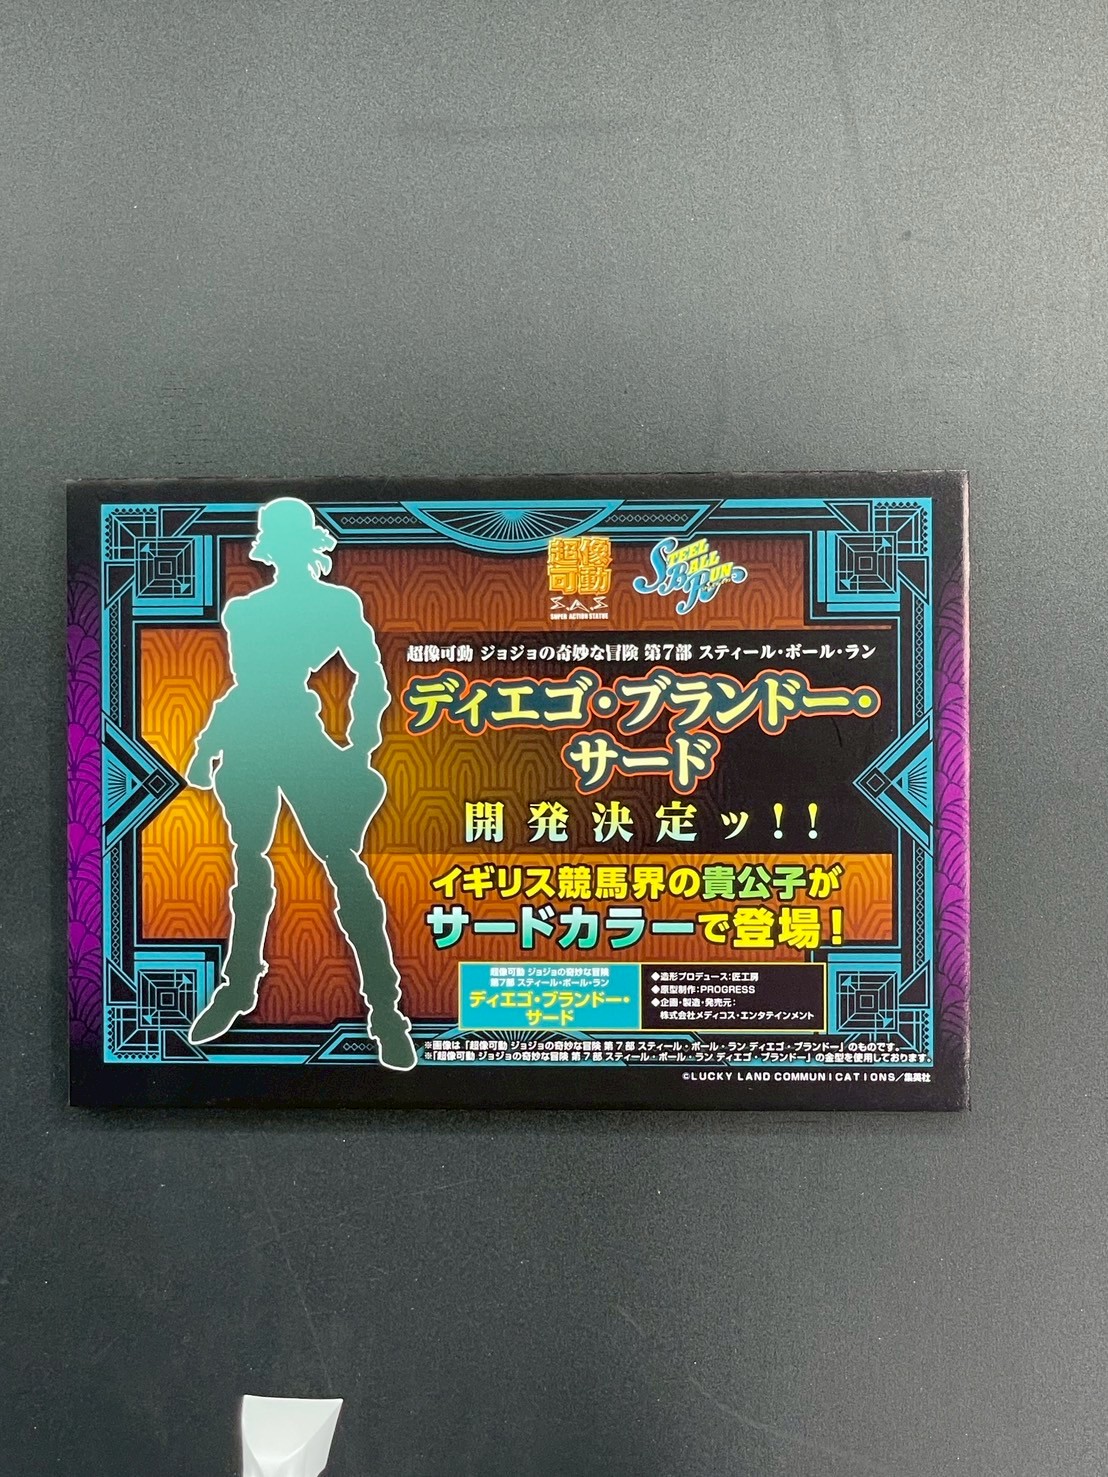 超像
可動
SUPER ACTION STATUE
STEEL
BALL
RUN
超像可動 ジョジョの奇妙な冒険 第7部 スティール・ボール・ラン
ディエゴ・ブランドー・
サード
開発決定ッ!!
イギリス競馬界の貴公子が
サードカラーで登場!
超像可動 ジョジョの奇妙な冒険
第7部 スティール・ボール・ラン
ディエゴ・ブランドー・
サード
◆造形プロデュース:匠工房
◆原型制作:PROGRESS
◆企画・製造・発売元:
株式会社メディコス・エンタテインメント
※画像は「超像可動 ジョジョの奇妙な冒険 第7部 スティール・ボール・ラン ディエゴ・ブランドー」のものです。
※「超像可動 ジョジョの奇妙な冒険 第7部 スティール・ボール・ラン ディエゴ・ブランドー」の金型を使用しております。
©LUCKY LAND COMMUNICATIONS/集英社